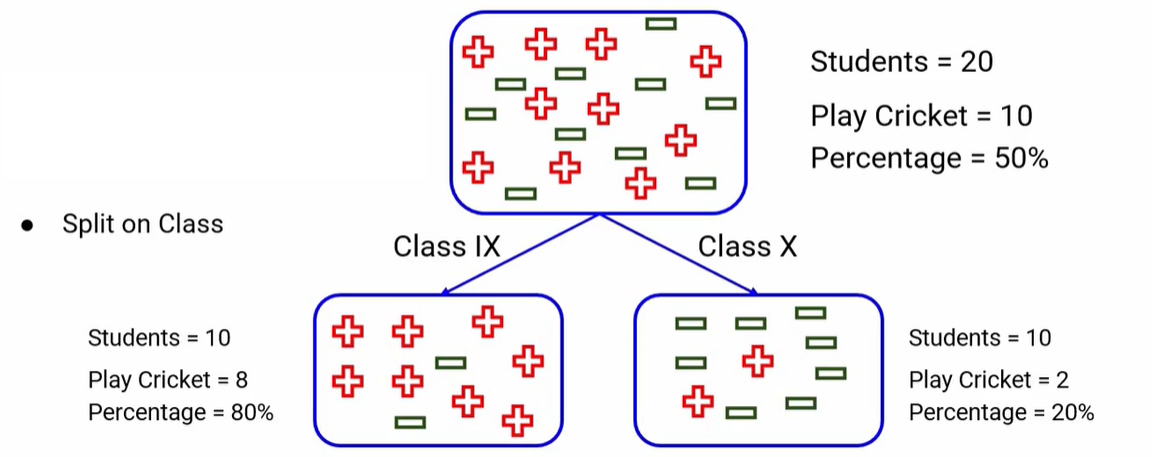 Students = 20
Play Cricket = 10
Percentage = 50%
● Split on Class
Class IX
Class X
Students = 10
Play Cricket = 8
Percentage = 80%
Students = 10
Play Cricket = 2
Percentage = 20%